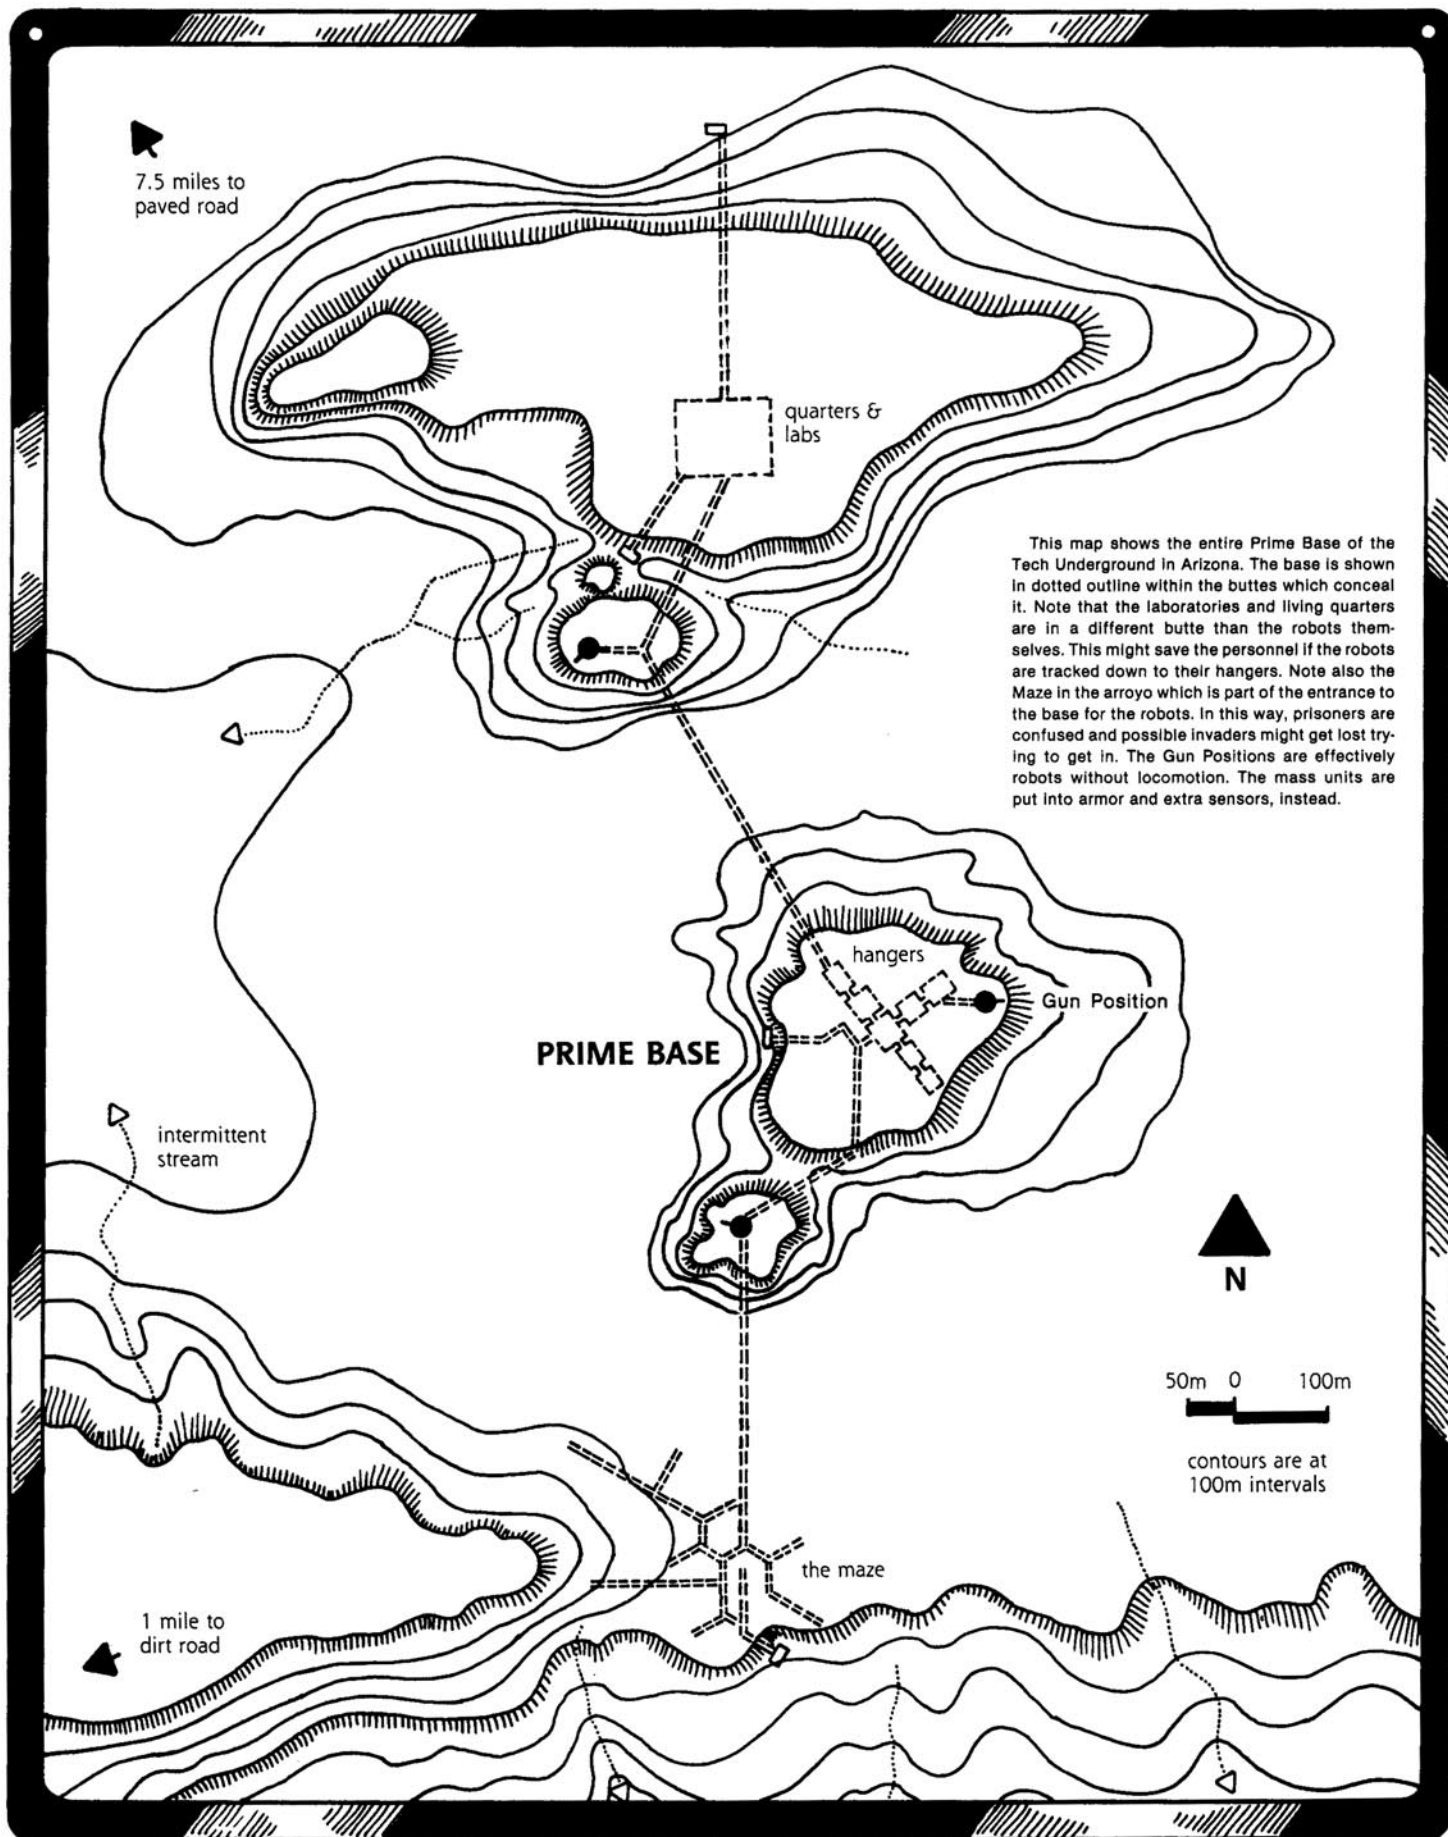 7.5 miles to
paved road
quarters &
labs
This map shows the entire Prime Base of the
Tech Underground in Arizona. The base is shown
in dotted outline within the buttes which conceal
it. Note that the laboratories and living quarters
are in a different butte than the robots them-
selves. This might save the personnel if the robots
are tracked down to their hangers. Note also the
Maze in the arroyo which is part of the entrance to
the base for the robots. In this way, prisoners are
confused and possible invaders might get lost try-
ing to get in. The Gun Positions are effectively
robots without locomotion. The mass units are
put into armor and extra sensors, instead.
hangers
Gun Position
PRIME BASE
intermittent
stream
N
50m 0 100m
contours are at
100m intervals
the maze
1 mile to
dirt road